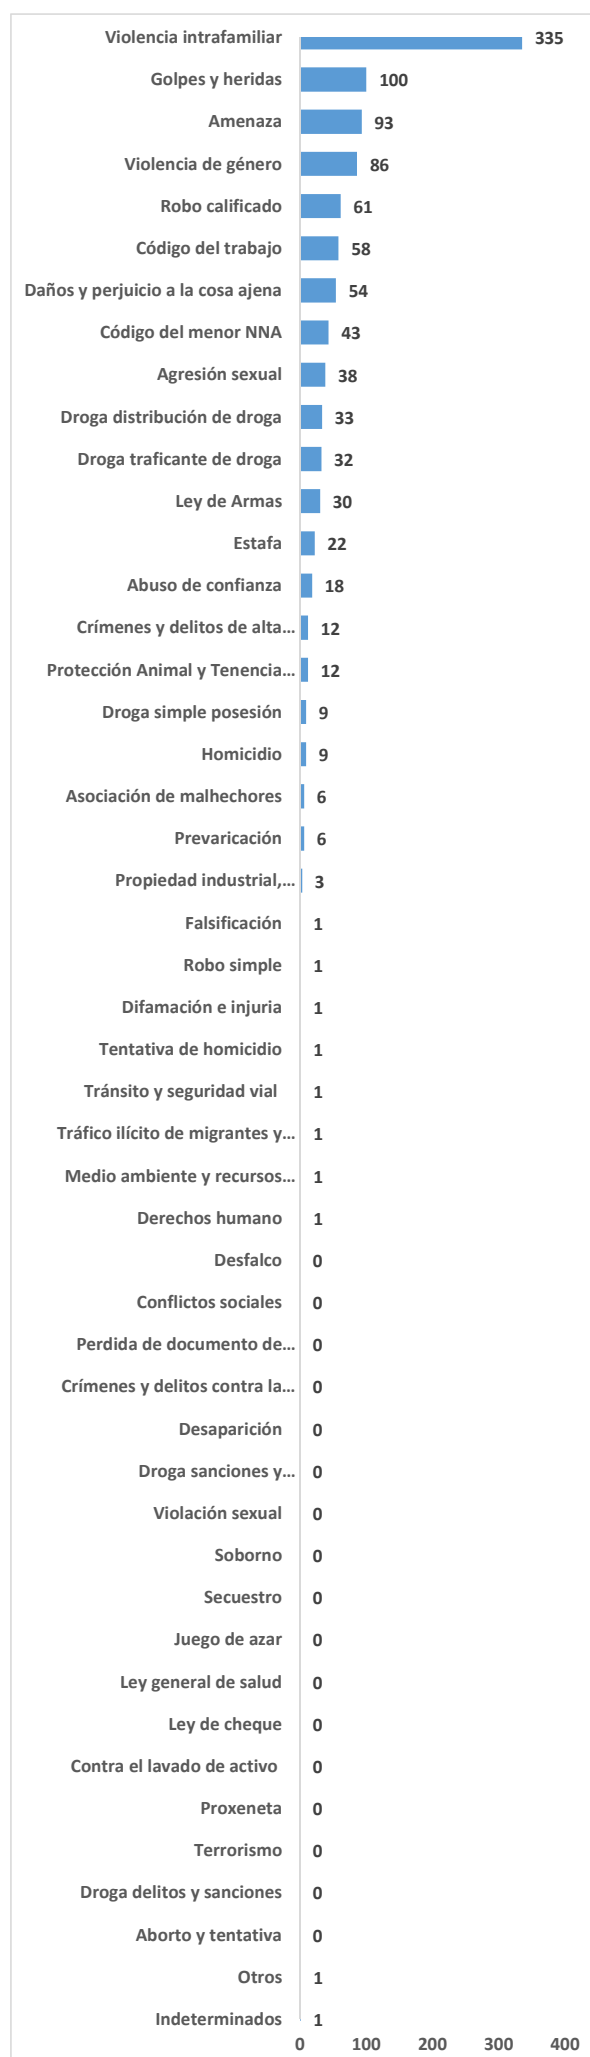 Violencia intrafamiliar 335
Golpes y heridas 100
Amenaza 93
Violencia de género 86
Robo calificado 61
Código del trabajo 58
Daños y perjuicio a la cosa ajena 54
Código del menor NNA 43
Agresión sexual 38
Droga distribución de droga 33
Droga traficante de droga 32
Ley de Armas 30
Estafa 22
Abuso de confianza 18
Crímenes y delitos de alta... 12
Protección Animal y Tenencia... 12
Droga simple posesión 9
Homicidio 9
Asociación de malhechores 6
Prevaricación 6
Propiedad industrial,... 3
Falsificación 1
Robo simple 1
Difamación e injuria 1
Tentativa de homicidio 1
Tránsito y seguridad vial 1
Tráfico ilícito de migrantes y... 1
Medio ambiente y recursos... 1
Derechos humano 1
Desfalco 0
Conflictos sociales 0
Perdida de documento de... 0
Crímenes y delitos contra la... 0
Desaparición 0
Droga sanciones y... 0
Violación sexual 0
Soborno 0
Secuestro 0
Juego de azar 0
Ley general de salud 0
Ley de cheque 0
Contra el lavado de activo 0
Proxeneta 0
Terrorismo 0
Droga delitos y sanciones 0
Aborto y tentativa 0
Otros 1
Indeterminados 1
0 100 200 300 400